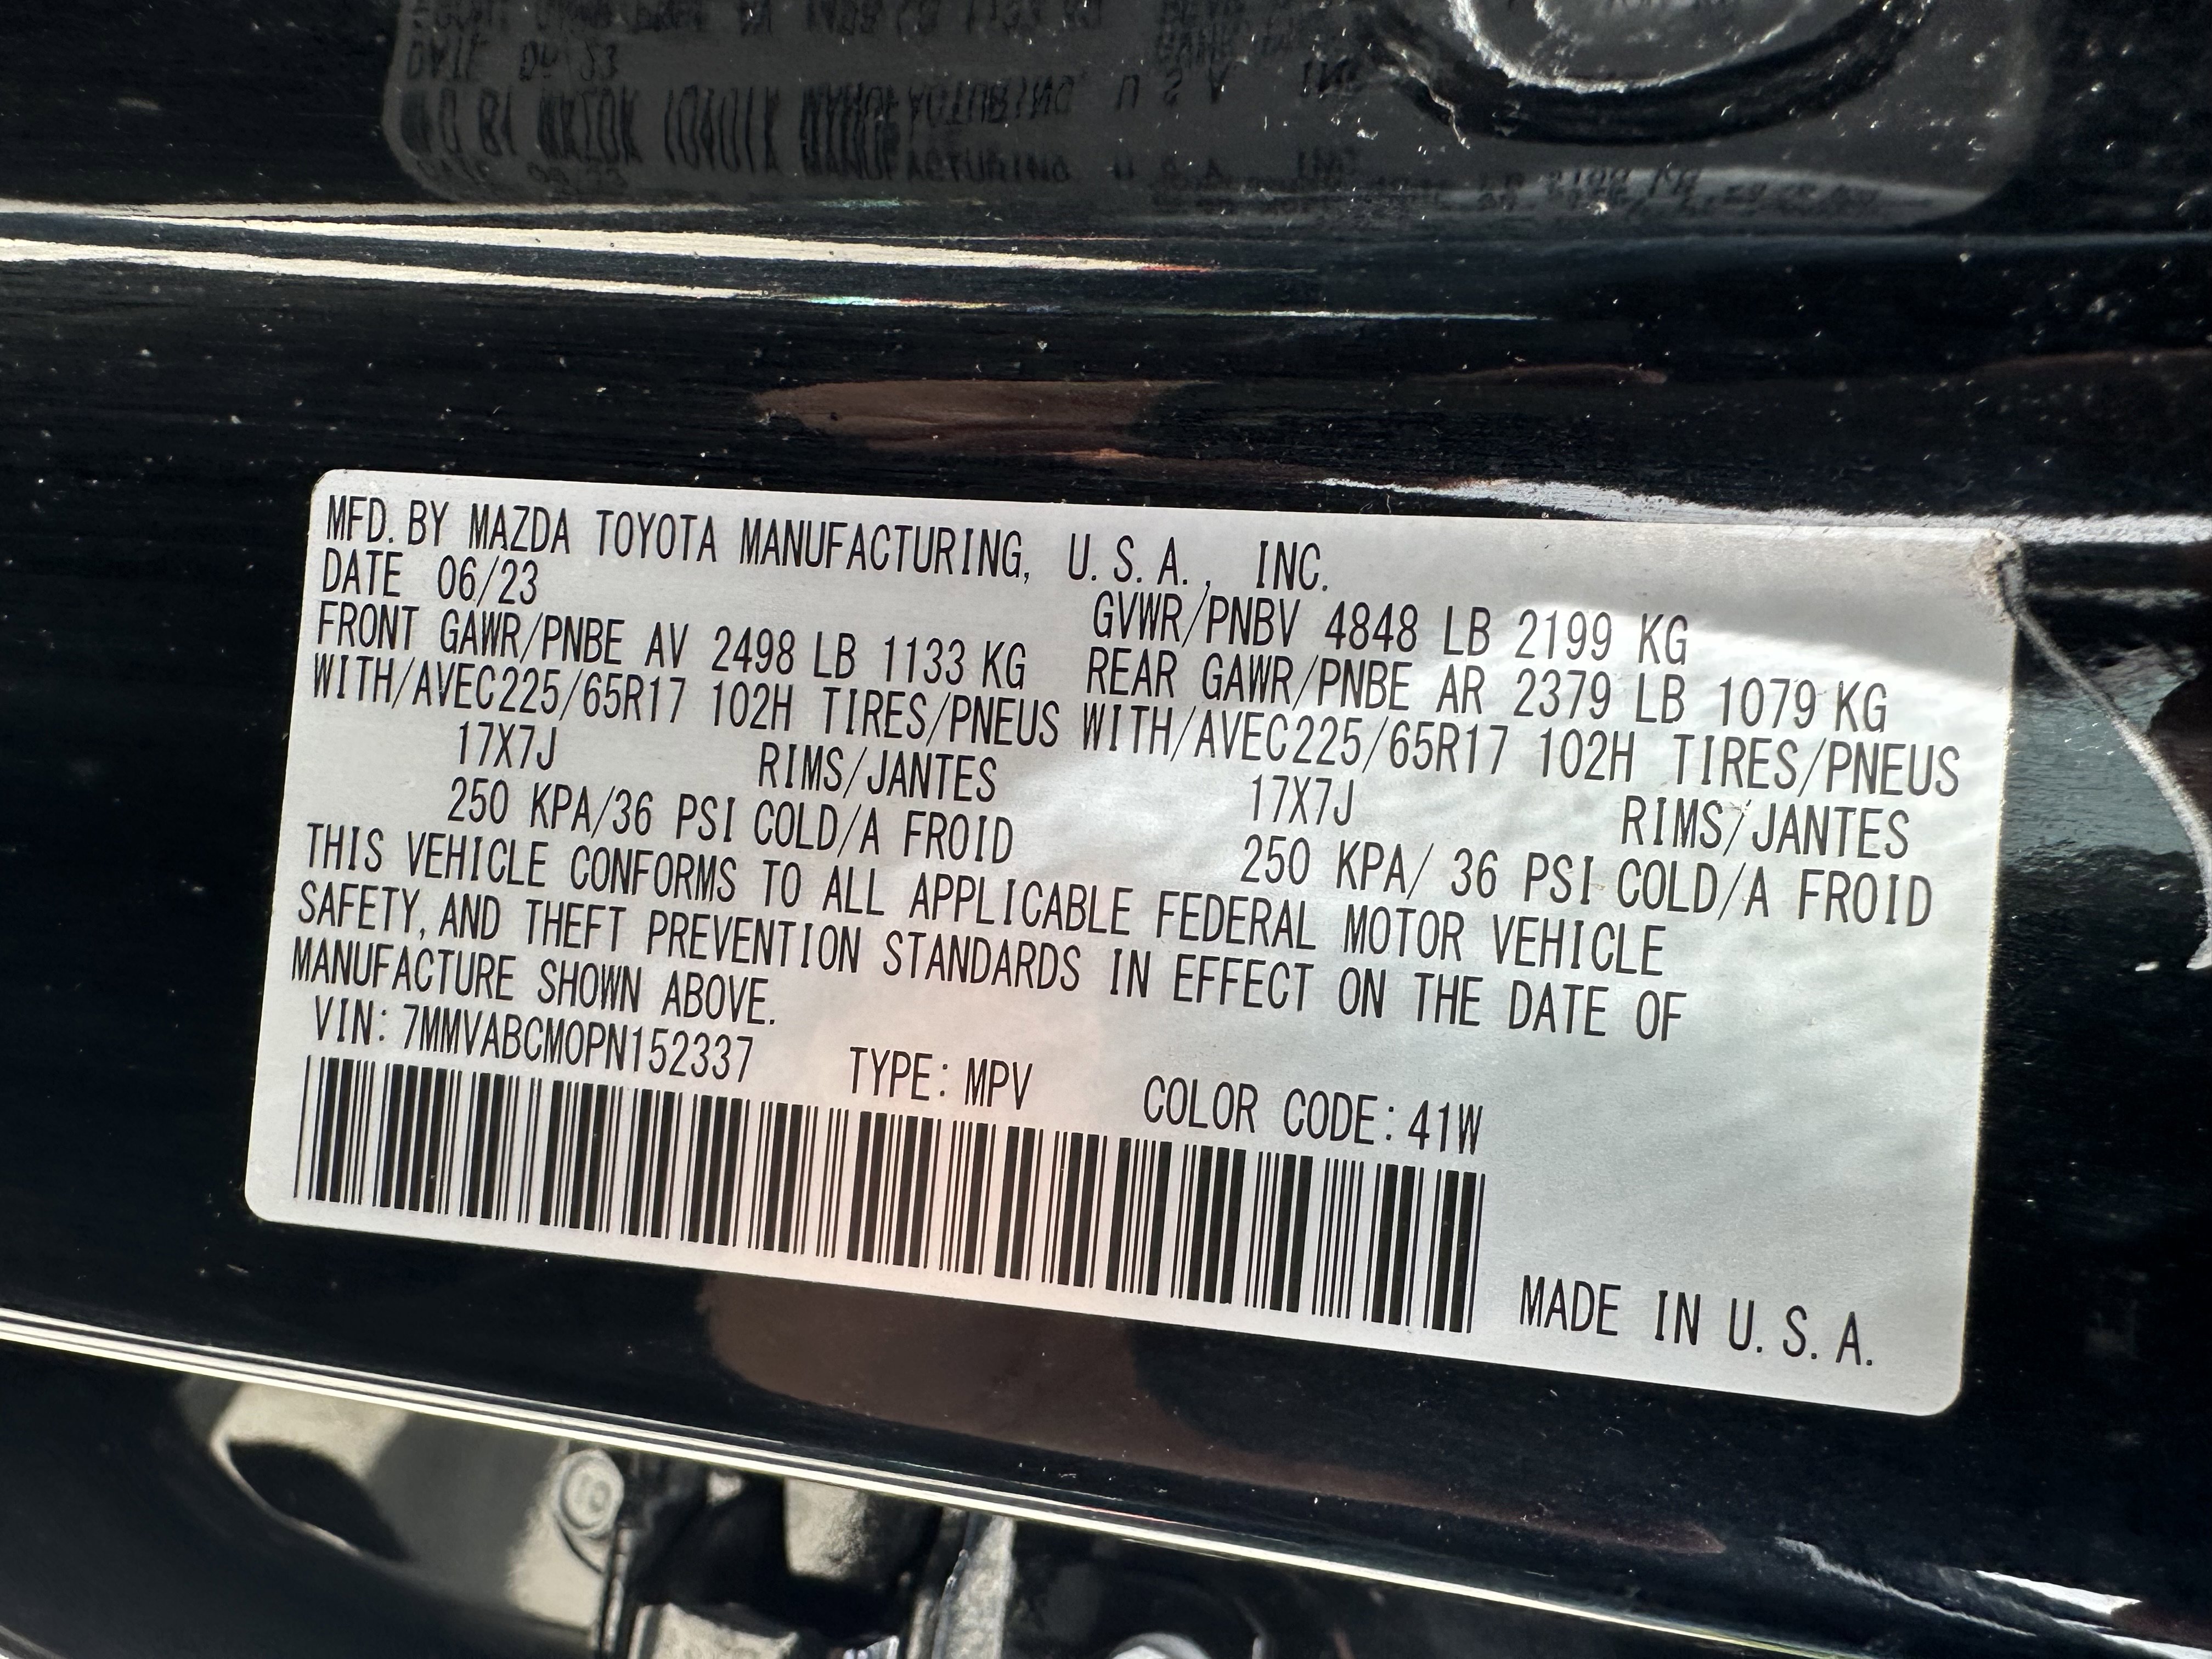 MFD. BY MAZDA TOYOTA MANUFACTURING, U.S.A., INC.
DATE 06/23 GVWR/PNBV 4848 LB 2199 KG
FRONT GAWR/PNBE AV 2498 LB 1133 KG REAR GAWR/PNBE AR 2379 LB 1079 KG
WITH/AVEC225/65R17 102H TIRES/PNEUS WITH/AVEC225/65R17 102H TIRES/PNEUS
17X7J RIMS/JANTES 17X7J RIMS/JANTES
250 KPA/36 PSI COLD/A FROID 250 KPA/ 36 PSI COLD/A FROID
THIS VEHICLE CONFORMS TO ALL APPLICABLE FEDERAL MOTOR VEHICLE
SAFETY, AND THEFT PREVENTION STANDARDS IN EFFECT ON THE DATE OF
MANUFACTURE SHOWN ABOVE.
VIN: 7MMVABCM0PN152337 TYPE: MPV COLOR CODE: 41W
MADE IN U.S.A.